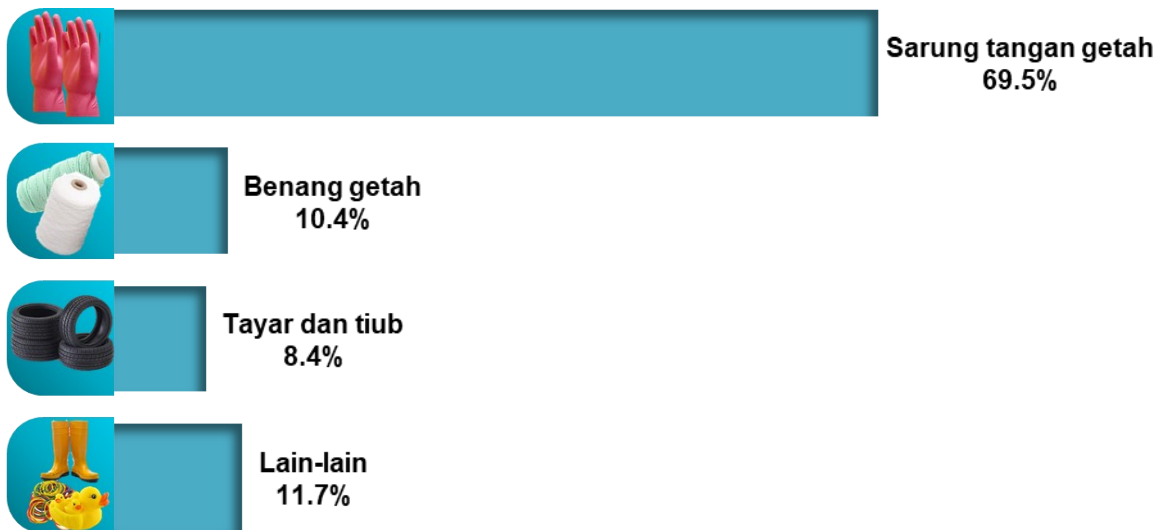 Sarung tangan getah
69.5%
Benang getah
10.4%
Tayar dan tiub
8.4%
Lain-lain
11.7%